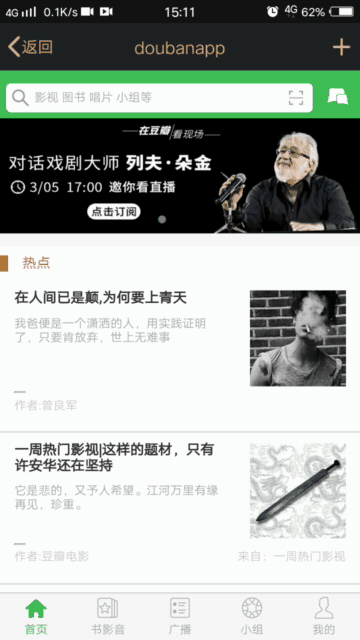 4G 0.1K/s 15:11 4G 62%
返回 doubanapp
影视 图书 唱片 小组等
在豆瓣 看现场
对话戏剧大师 列夫·朵金
3/05 17:00 邀你看直播
点击订阅
热点
在人间已是颠,为何要上青天
我爸便是一个潇洒的人，用实践证明
了，只要肯放弃，世上无难事
作者:曾良军
一周热门影视|这样的题材，只有
许安华还在坚持
它是悲的，又予人希望。江河万里有缘
再见，珍重。
作者:豆瓣电影 来自：一周热门影视
首页 书影音 广播 小组 我的